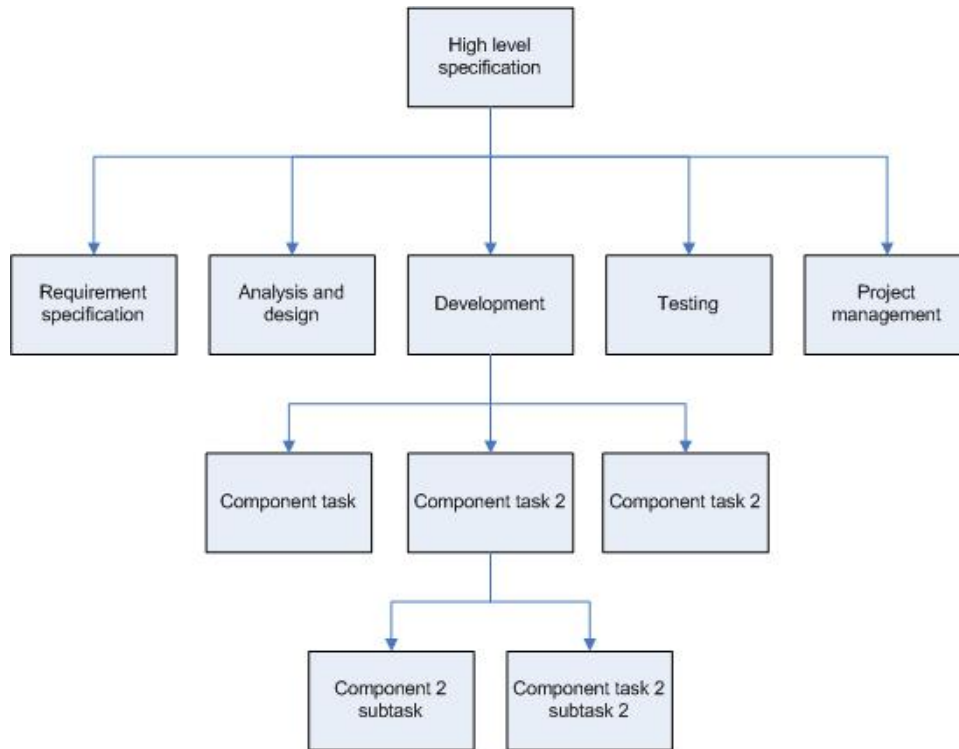 High level
specification
Requirement
specification
Analysis and
design
Development
Testing
Project
management
Component task
Component task 2
Component task 2
Component 2
subtask
Component task 2
subtask 2